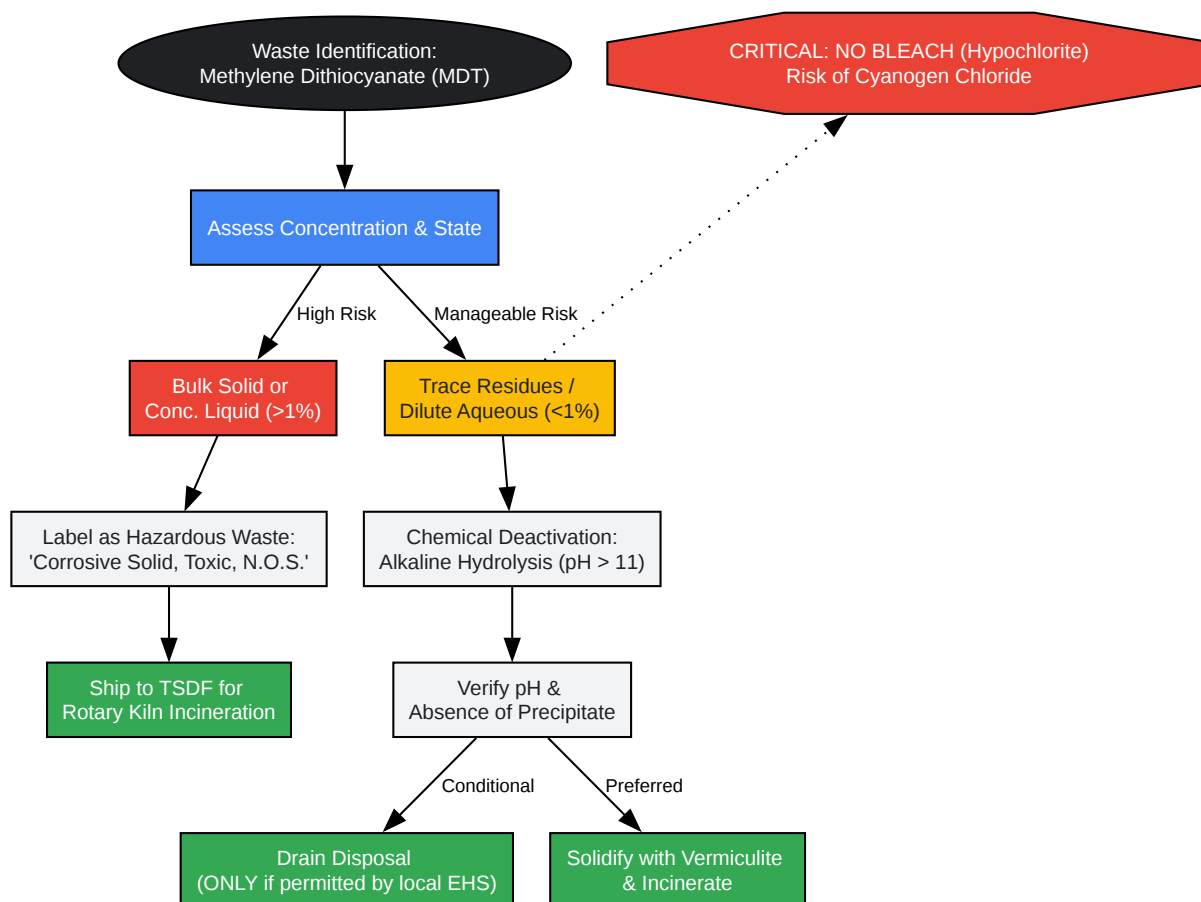 Waste Identification:
Methylene Dithiocyanate (MDT)
CRITICAL: NO BLEACH (Hypochlorite)
Risk of Cyanogen Chloride
Assess Concentration & State
High Risk
Manageable Risk
Bulk Solid or
Conc. Liquid (>1%)
Trace Residues /
Dilute Aqueous (<1%)
Label as Hazardous Waste:
'Corrosive Solid, Toxic, N.O.S.'
Chemical Deactivation:
Alkaline Hydrolysis (pH > 11)
Ship to TSDF for
Rotary Kiln Incineration
Verify pH &
Absence of Precipitate
Conditional
Preferred
Drain Disposal
(ONLY if permitted by local EHS)
Solidify with Vermiculite
& Incinerate